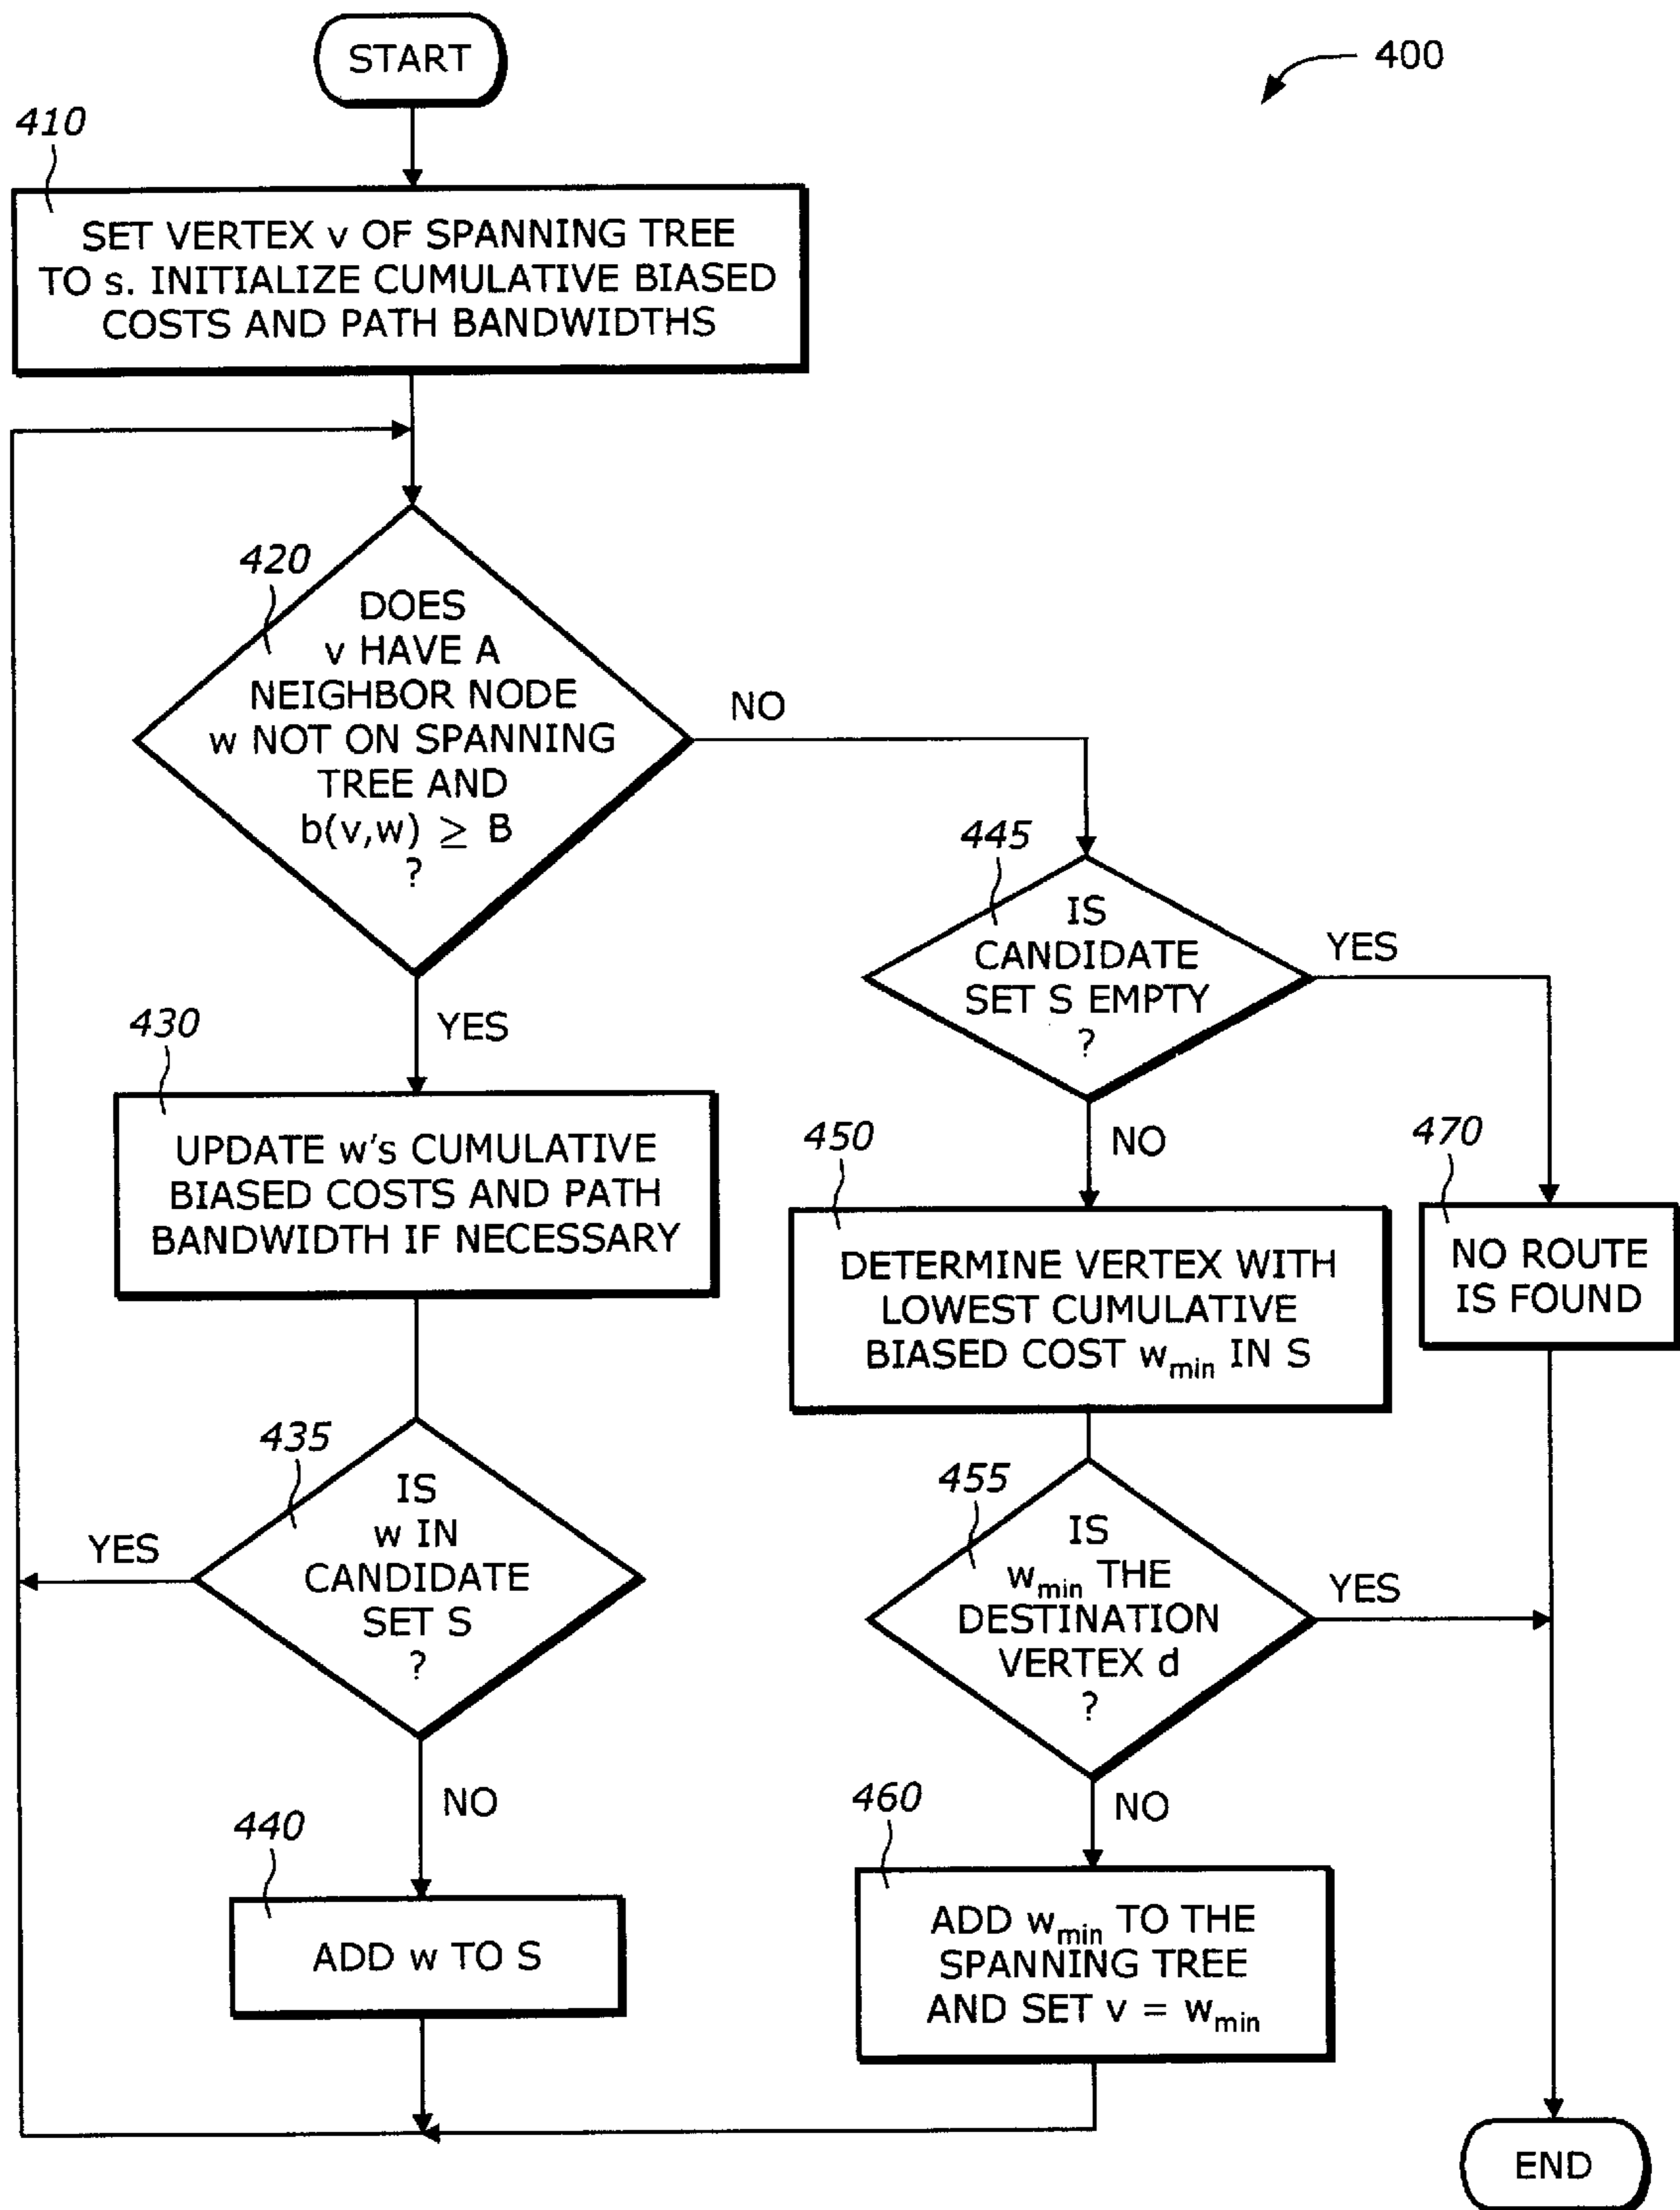 START
400
410
SET VERTEX v OF SPANNING TREE
TO s. INITIALIZE CUMULATIVE BIASED
COSTS AND PATH BANDWIDTHS
420
DOES
v HAVE A
NEIGHBOR NODE
w NOT ON SPANNING
TREE AND
b(v,w) ≥ B
?
NO
YES
430
UPDATE w's CUMULATIVE
BIASED COSTS AND PATH
BANDWIDTH IF NECESSARY
435
IS
w IN
CANDIDATE
SET S
?
YES
NO
440
ADD w TO S
445
IS
CANDIDATE
SET S EMPTY
?
YES
NO
450
DETERMINE VERTEX WITH
LOWEST CUMULATIVE
BIASED COST wmin IN S
470
NO ROUTE
IS FOUND
455
IS
wmin THE
DESTINATION
VERTEX d
?
YES
NO
460
ADD wmin TO THE
SPANNING TREE
AND SET v = wmin
END